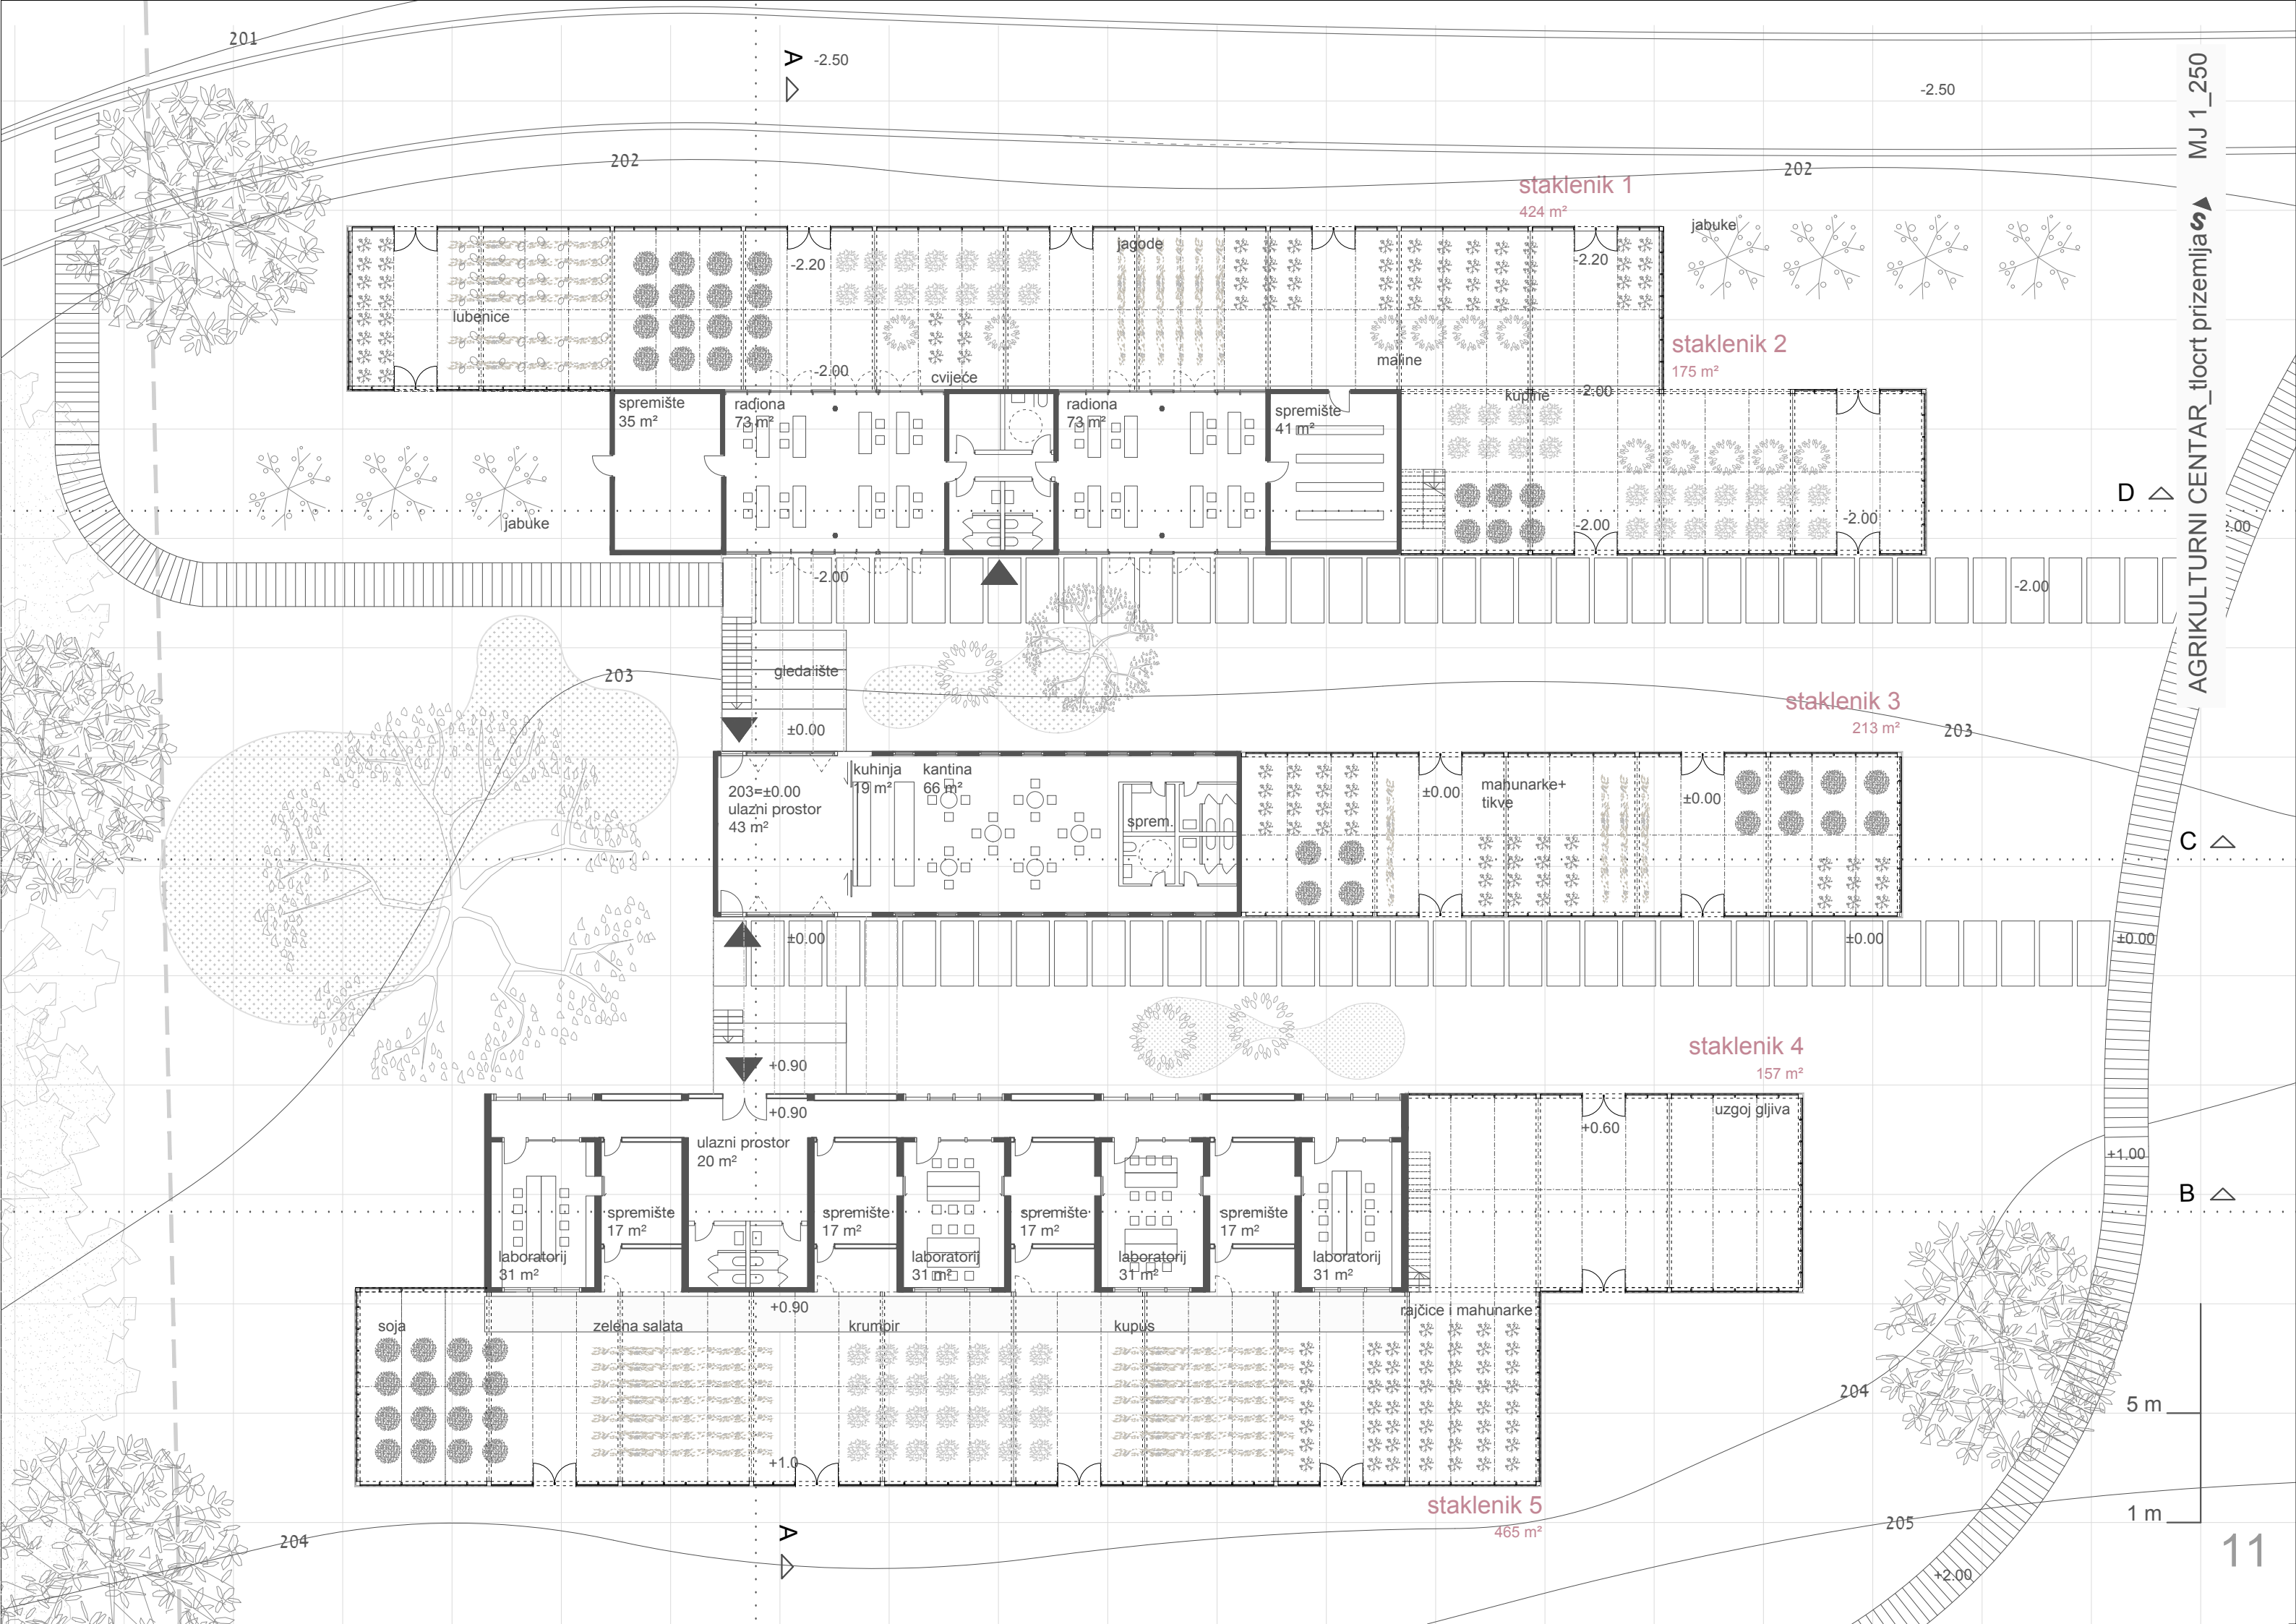 201
A
-2.50
-2.50
MJ 1_250
AGRIKULTURNI CENTAR_tlocrt prizemlja
S
202
202
staklenik 1
424 m²
jabuke
jagode
-2.20
-2.20
lubenice
staklenik 2
175 m²
maline
-2.00
cvijeće
-2.00
kupine
spremište
35 m²
radiona
73 m²
radiona
73 m²
spremište
41 m²
D
jabuke
-2.00
-2.00
-2.00
-2.00
gledalište
203
staklenik 3
213 m²
203
±0.00
kuhinja
19 m²
kantina
66 m²
203=±0.00
ulazni prostor
43 m²
sprem.
±0.00
mahunarke+
tikve
±0.00
C
±0.00
±0.00
±0.00
staklenik 4
157 m²
+0.90
+0.90
uzgoj gljiva
+0.60
ulazni prostor
20 m²
+1.00
B
spremište
17 m²
spremište
17 m²
spremište
17 m²
spremište
17 m²
laboratorij
31 m²
laboratorij
31 m²
laboratorij
31 m²
laboratorij
31 m²
+0.90
rajčice i mahunarke
soja
zelena salata
krumpir
kupus
204
5 m
+1.0
staklenik 5
465 m²
1 m
205
204
A
11
+2.00